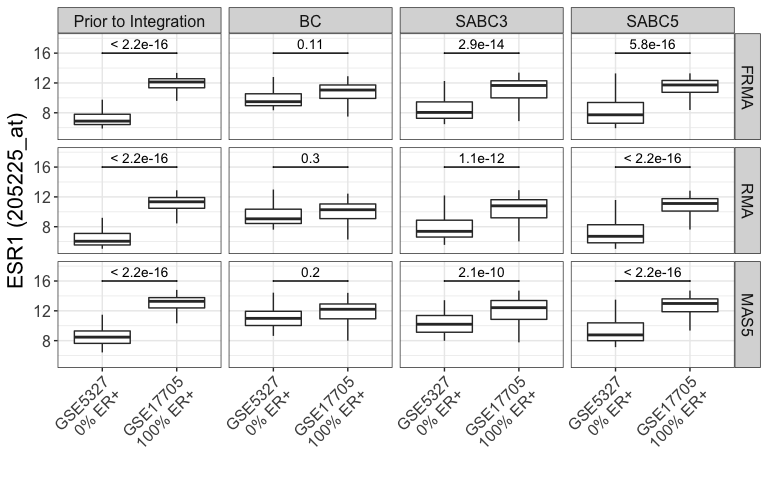 Prior to Integration BC SABC3 SABC5
ESR1 (205225_at)
16 < 2.2e-16 0.11 2.9e-14 5.8e-16 FRMA
12
8
16 < 2.2e-16 0.3 1.1e-12 < 2.2e-16 RMA
12
8
16 < 2.2e-16 0.2 2.1e-10 < 2.2e-16 MAS5
12
8
GSE5327
0% ER+
GSE17705
100% ER+
GSE5327
0% ER+
GSE17705
100% ER+
GSE5327
0% ER+
GSE17705
100% ER+
GSE5327
0% ER+
GSE17705
100% ER+